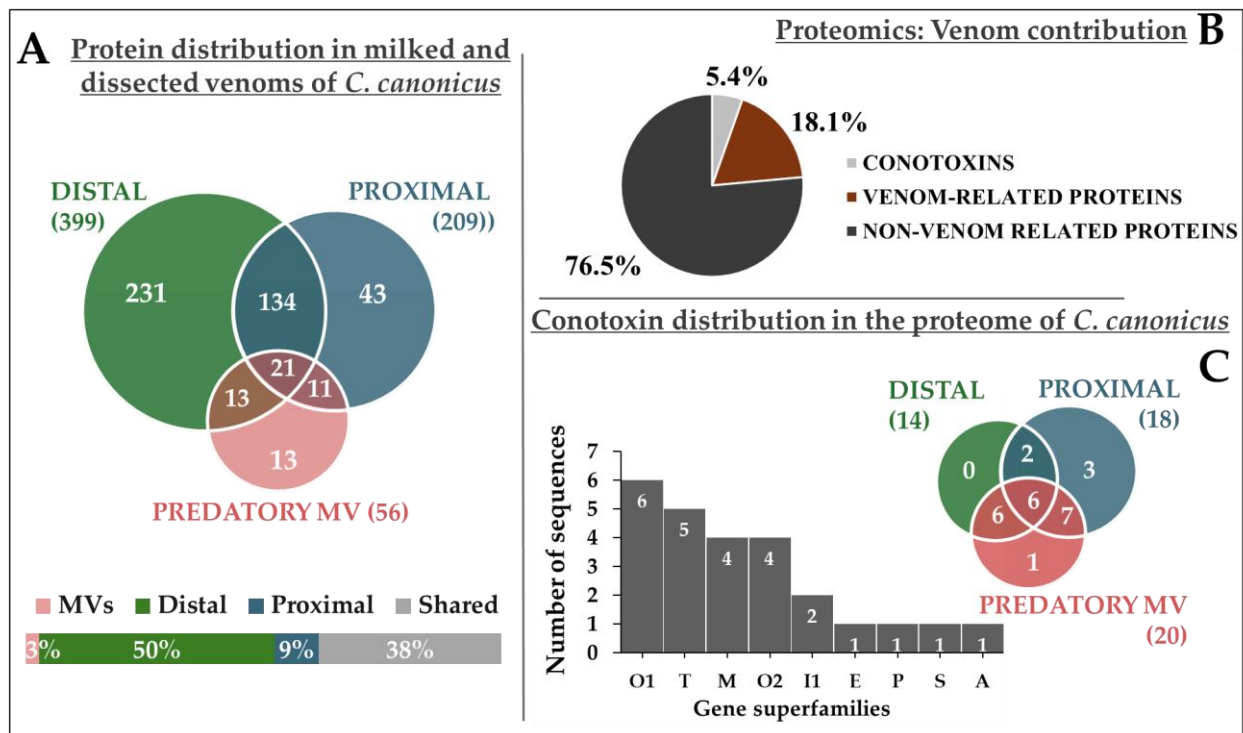 A
Protein distribution in milked and
dissected venoms of C. canonicus
DISTAL
(399)
PROXIMAL
(209))
231
134
43
21
13
11
13
PREDATORY MV (56)
MVs Distal Proximal Shared
3% 50% 9% 38%
Proteomics: Venom contribution B
5.4%
18.1%
76.5%
CONOTOXINS
VENOM-RELATED PROTEINS
NON-VENOM RELATED PROTEINS
Conotoxin distribution in the proteome of C. canonicus
C
DISTAL
(14)
PROXIMAL
(18)
0
2
3
6
6
7
1
PREDATORY MV
(20)
Number of sequences
7
6
5
4
3
2
1
0
6 5 4 4 2 1 1 1 1
O1 T M O2 I1 E P S A
Gene superfamilies